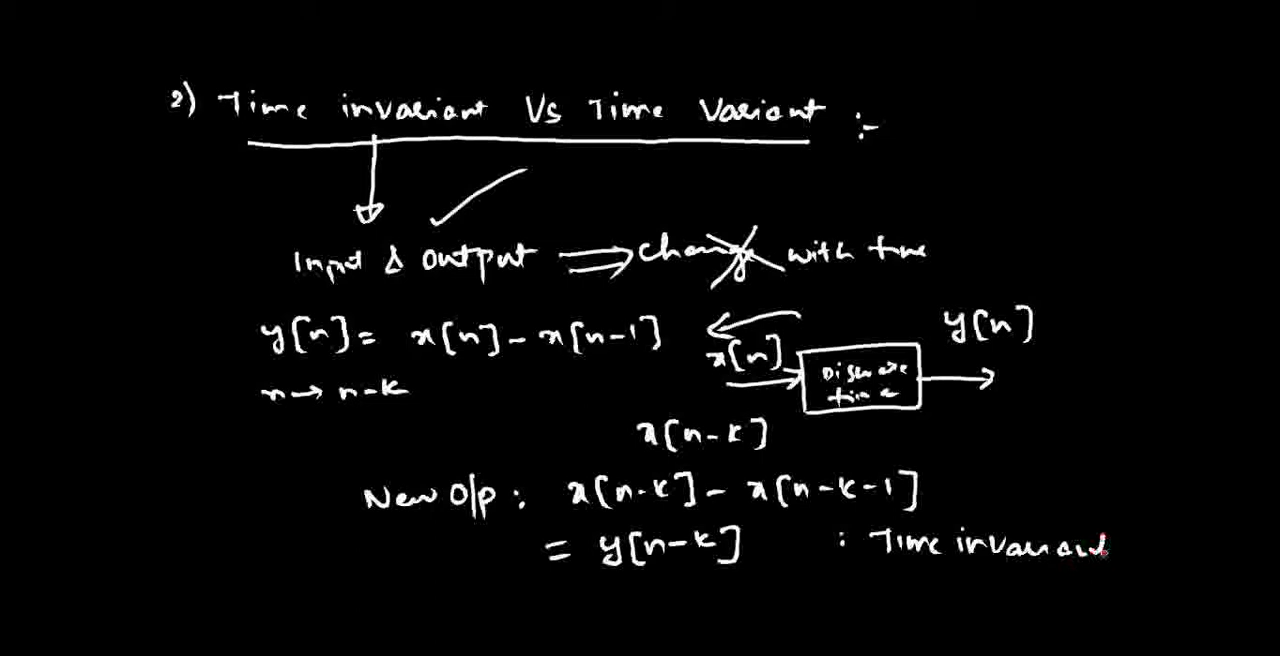 2) Time invariant Vs Time Variant :-
Input & output ⇒ change with time
y[n] = x[n] - x[n-1]
x[n]
Discrete
time
y[n]
n → n-k
x[n-k]
New O/p : x[n-k] - x[n-k-1]
= y[n-k] : Time invariant